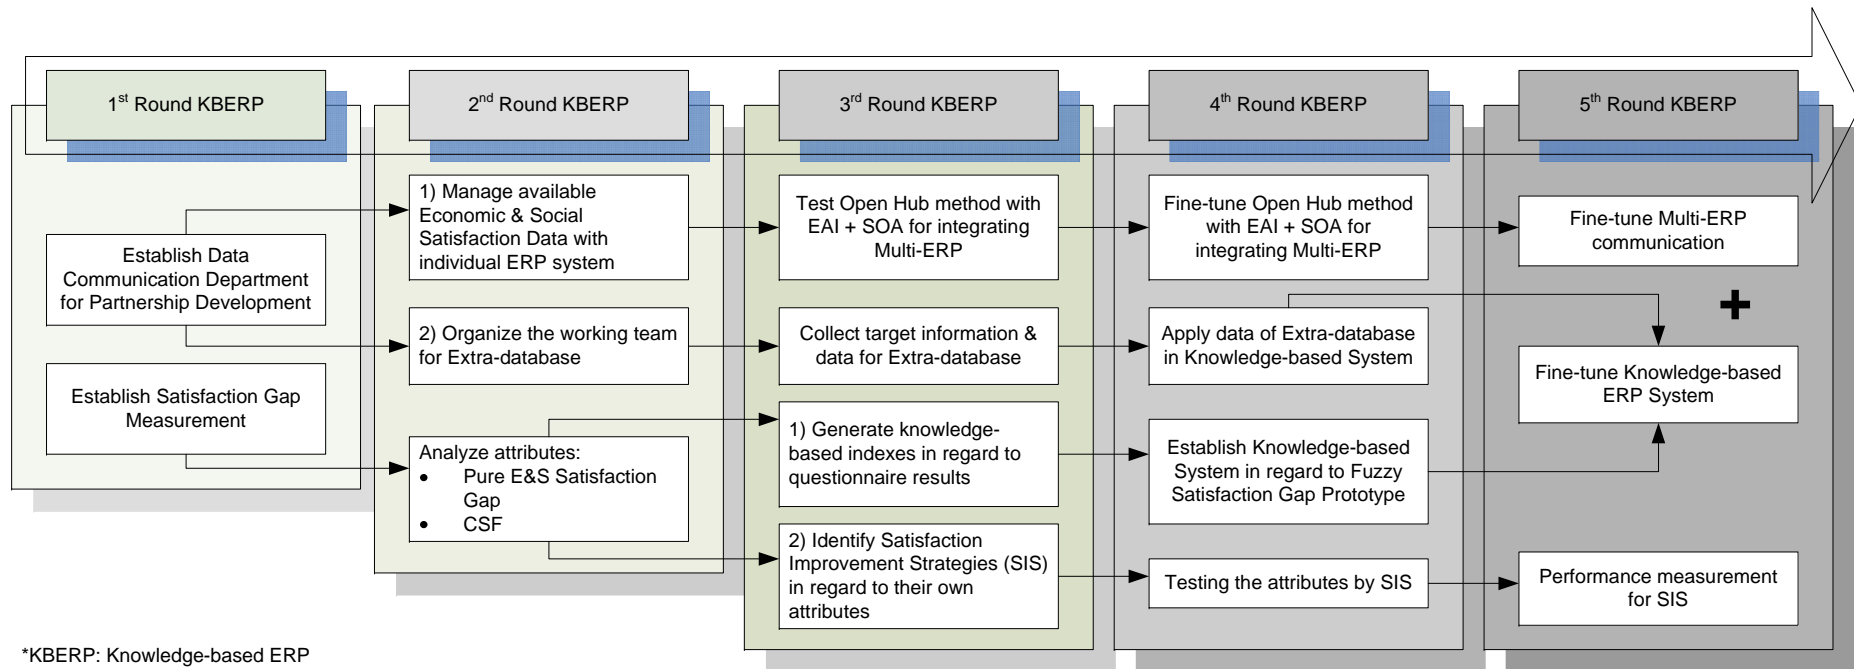 1st Round KBERP
2nd Round KBERP
3rd Round KBERP
4th Round KBERP
5th Round KBERP
Establish Data
Communication Department
for Partnership Development
Establish Satisfaction Gap
Measurement
1) Manage available
Economic & Social
Satisfaction Data with
individual ERP system
2) Organize the working team
for Extra-database
Analyze attributes:
• Pure E&S Satisfaction
Gap
• CSF
Test Open Hub method with
EAI + SOA for integrating
Multi-ERP
Collect target information &
data for Extra-database
1) Generate knowledge-
based indexes in regard to
questionnaire results
2) Identify Satisfaction
Improvement Strategies (SIS)
in regard to their own
attributes
Fine-tune Open Hub method
with EAI + SOA for
integrating Multi-ERP
Apply data of Extra-database
in Knowledge-based System
Establish Knowledge-based
System in regard to Fuzzy
Satisfaction Gap Prototype
Testing the attributes by SIS
Fine-tune Multi-ERP
communication
+
Fine-tune Knowledge-based
ERP System
Performance measurement
for SIS
*KBERP: Knowledge-based ERP